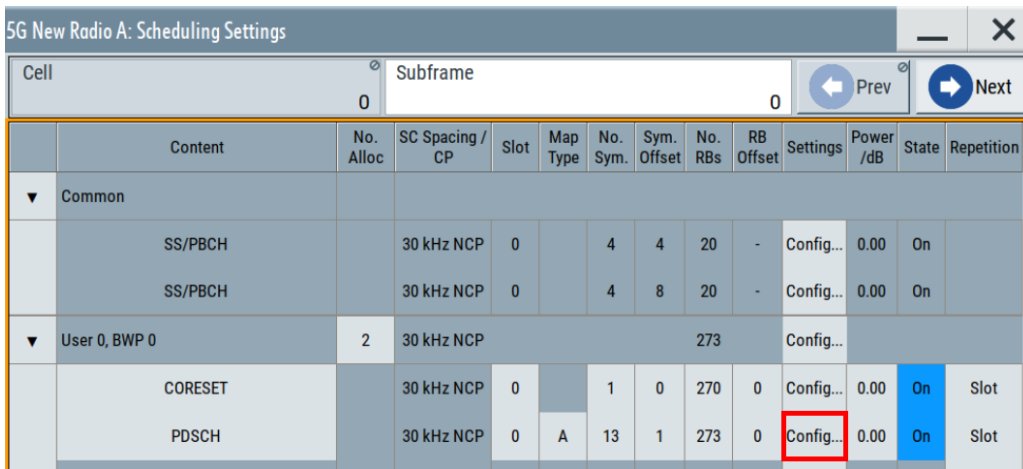 5G New Radio A: Scheduling Settings
Cell
0
Subframe
0
Prev
Next
Content No. Alloc SC Spacing / CP Slot Map Type No. Sym. Sym. Offset No. RBs RB Offset Settings Power /dB State Repetition
Common
SS/PBCH 30 kHz NCP 0 4 4 20 - Config... 0.00 On
SS/PBCH 30 kHz NCP 0 4 8 20 - Config... 0.00 On
User 0, BWP 0 2 30 kHz NCP 273 Config...
CORESET 30 kHz NCP 0 1 0 270 0 Config... 0.00 On Slot
PDSCH 30 kHz NCP 0 A 13 1 273 0 Config... 0.00 On Slot